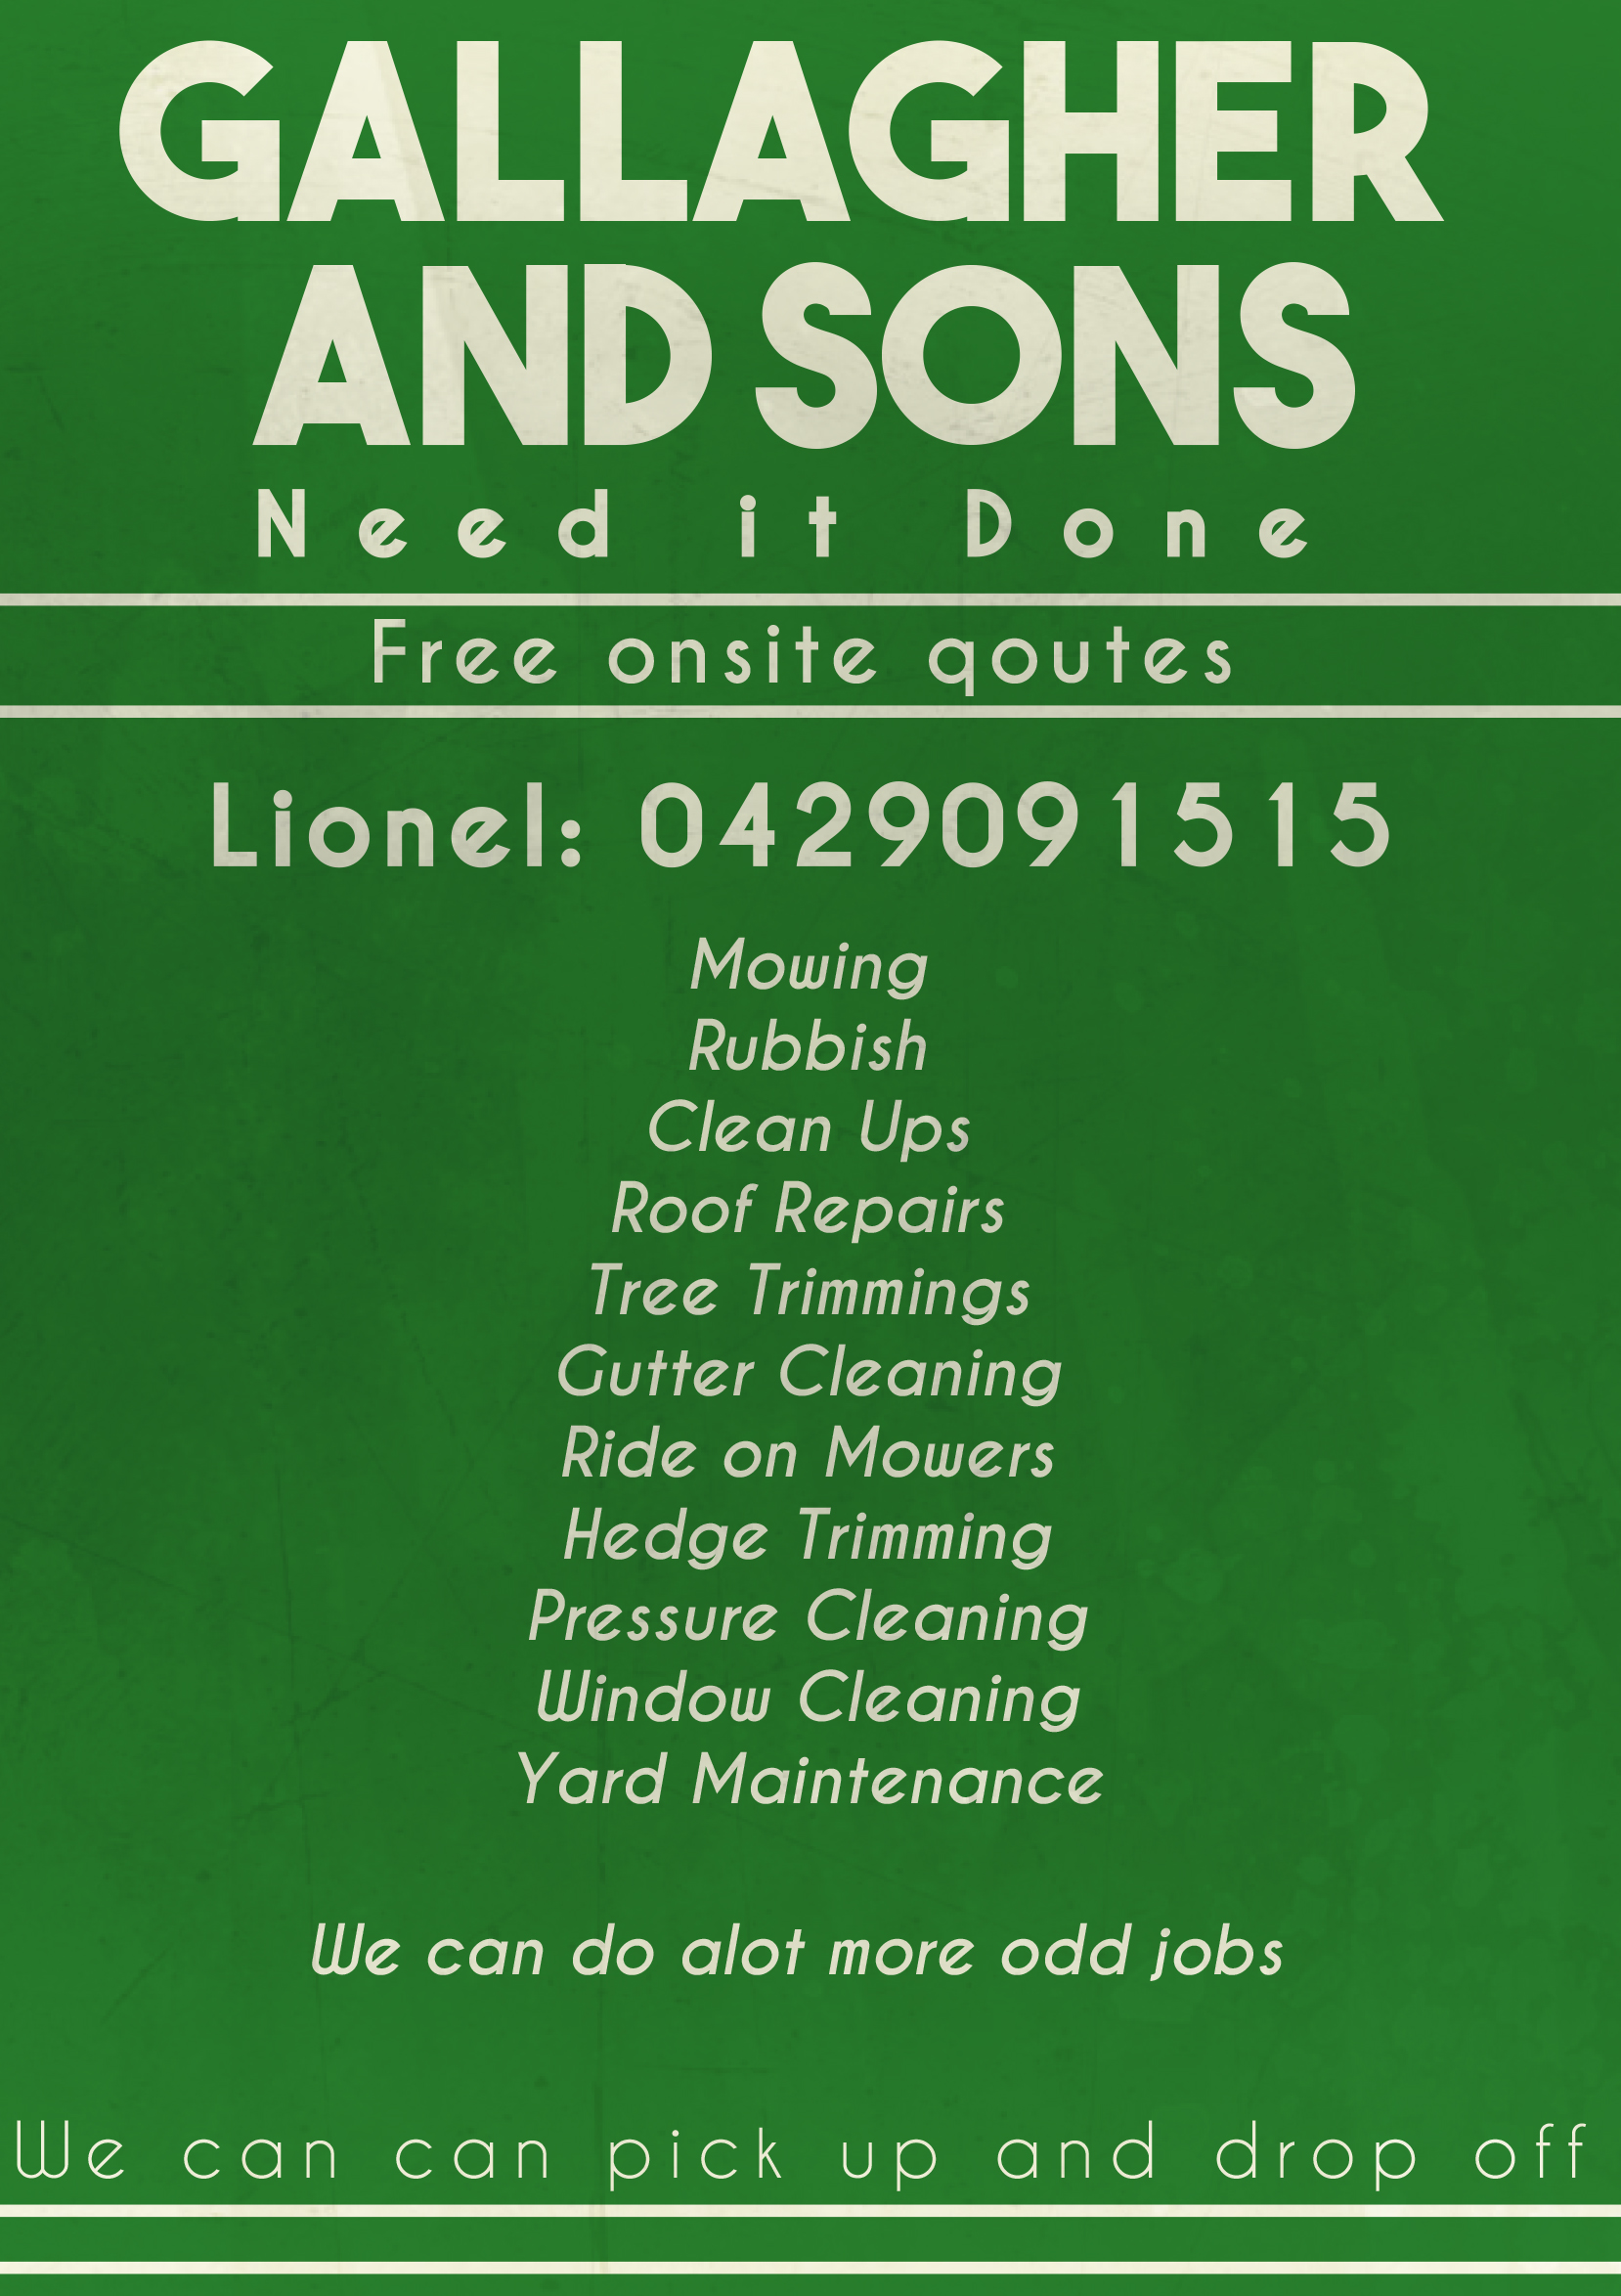 GALLAGHER
AND SONS
Need it Done
Free onsite qoutes
Lionel: 0429091515
Mowing
Rubbish
Clean Ups
Roof Repairs
Tree Trimmings
Gutter Cleaning
Ride on Mowers
Hedge Trimming
Pressure Cleaning
Window Cleaning
Yard Maintenance
We can do alot more odd jobs
We can can pick up and drop off